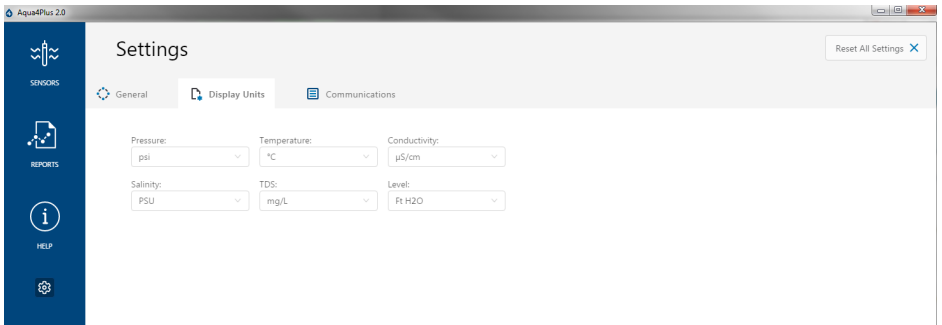 Aqua4Plus 2.0
SENSORS
REPORTS
i
HELP
Settings
Reset All Settings
General
Display Units
Communications
Pressure: Temperature: Conductivity:
psi °C µS/cm
Salinity: TDS: Level:
PSU mg/L Ft H2O